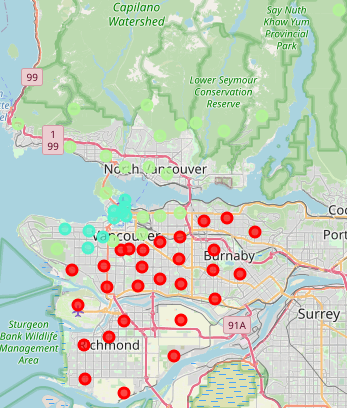 Capilano
Watershed
Say Nuth
Khaw Yum
Provincial
Park
99
Lower Seymour
Conservation
Reserve
1
99
North Vancouver
Vancouver
Burnaby
Port
Sturgeon
Bank Wildlife
Management
Area
91A
Surrey
Richmond